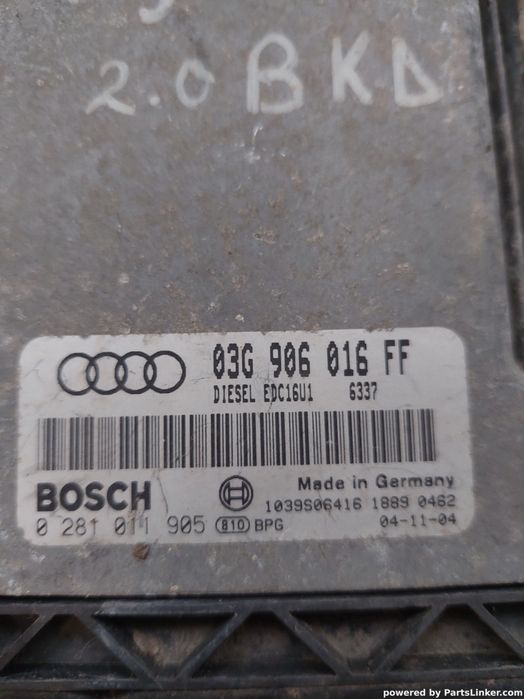 2.0 BKD
03G 906 016 FF
DIESEL EDC16U1 6337
BOSCH
Made in Germany
1039S06416 1889 0462
0 281 011 905 810 BPG
04-11-04
powered by PartsLinker.com